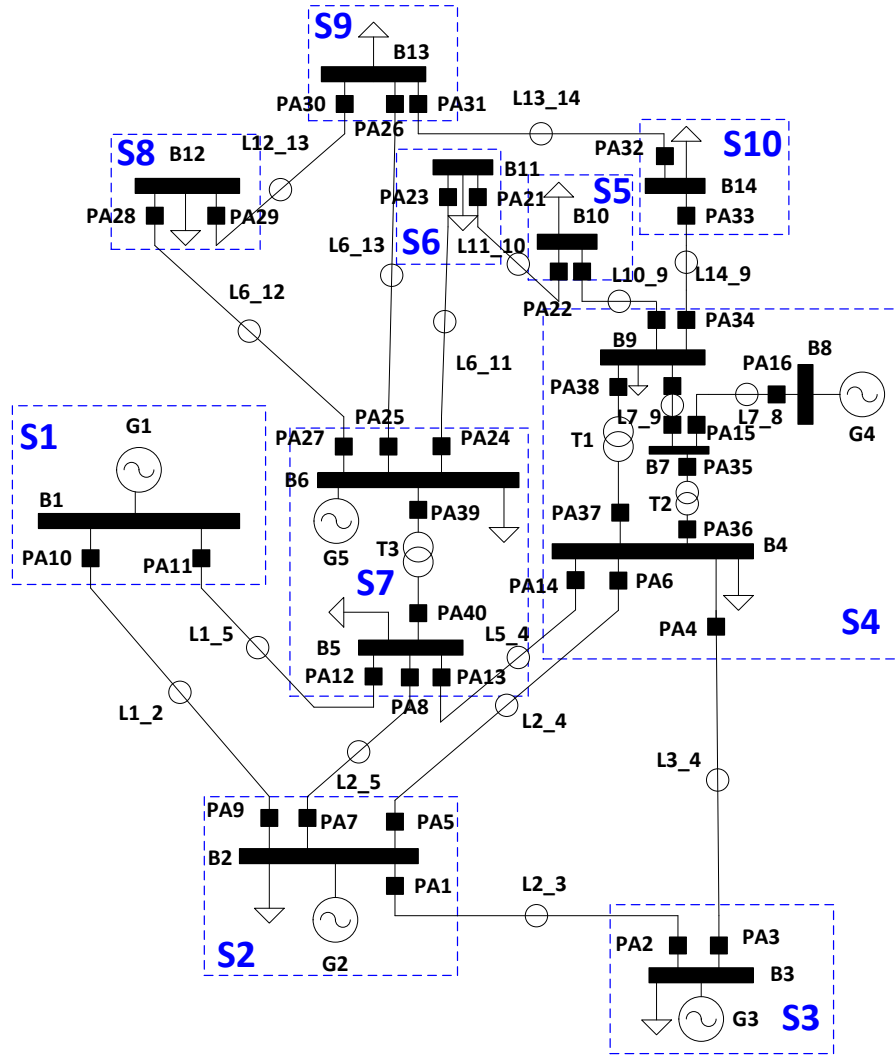 S9
B13
PA30
PA26
PA31
L13_14
L12_13
S8
B12
PA28
PA29
B11
PA23
PA21
S6
S5
B10
PA22
PA32
S10
B14
PA33
L6_13
L11_10
L10_9
L14_9
L6_12
L6_11
PA34
B9
B8
PA16
PA38
L7_9
L7_8
PA15
G4
T1
B7
PA35
T2
PA37
PA36
B4
PA14
PA6
PA4
S4
S1
G1
B1
PA10
PA11
PA27
PA25
PA24
B6
G5
PA39
T3
S7
PA40
B5
PA12
PA8
PA13
L5_4
L1_5
L1_2
L2_5
L2_4
L3_4
PA9
PA7
PA5
B2
PA1
S2
G2
L2_3
PA2
PA3
B3
G3
S3